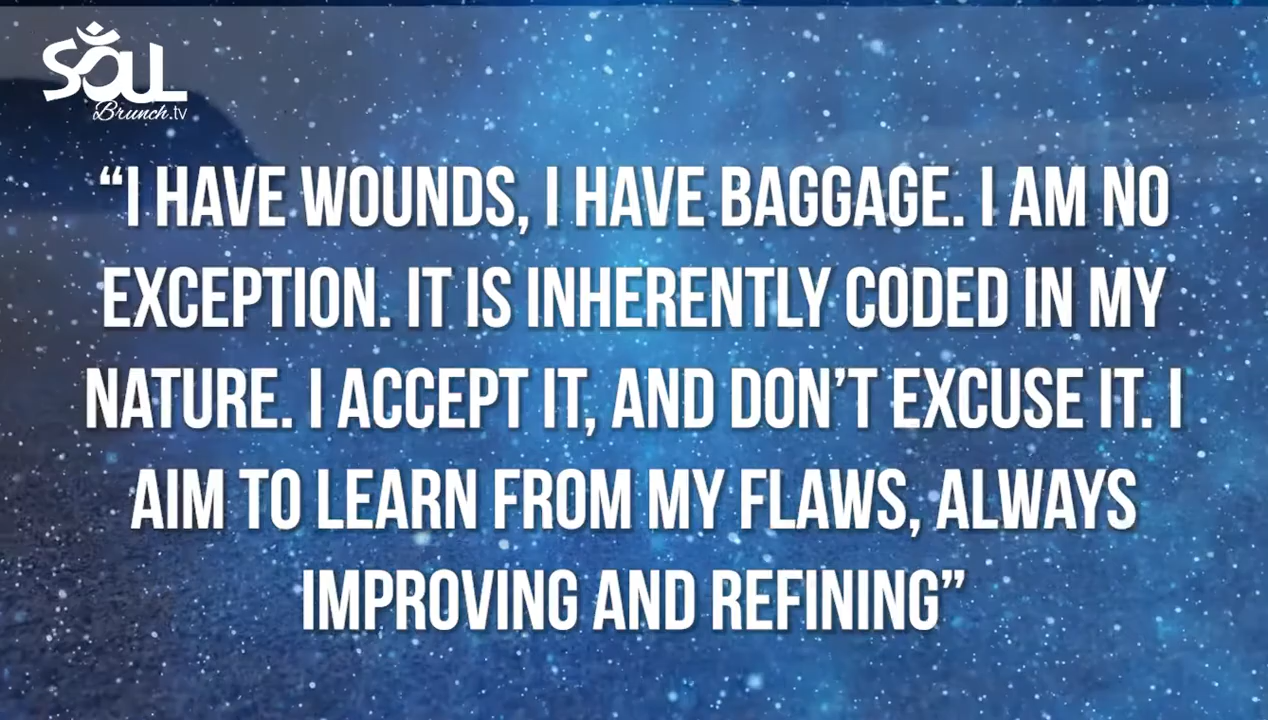 SOUL
Brunch.tv
“I HAVE WOUNDS, I HAVE BAGGAGE. I AM NO
EXCEPTION. IT IS INHERENTLY CODED IN MY
NATURE. I ACCEPT IT, AND DON’T EXCUSE IT. I
AIM TO LEARN FROM MY FLAWS, ALWAYS
IMPROVING AND REFINING”